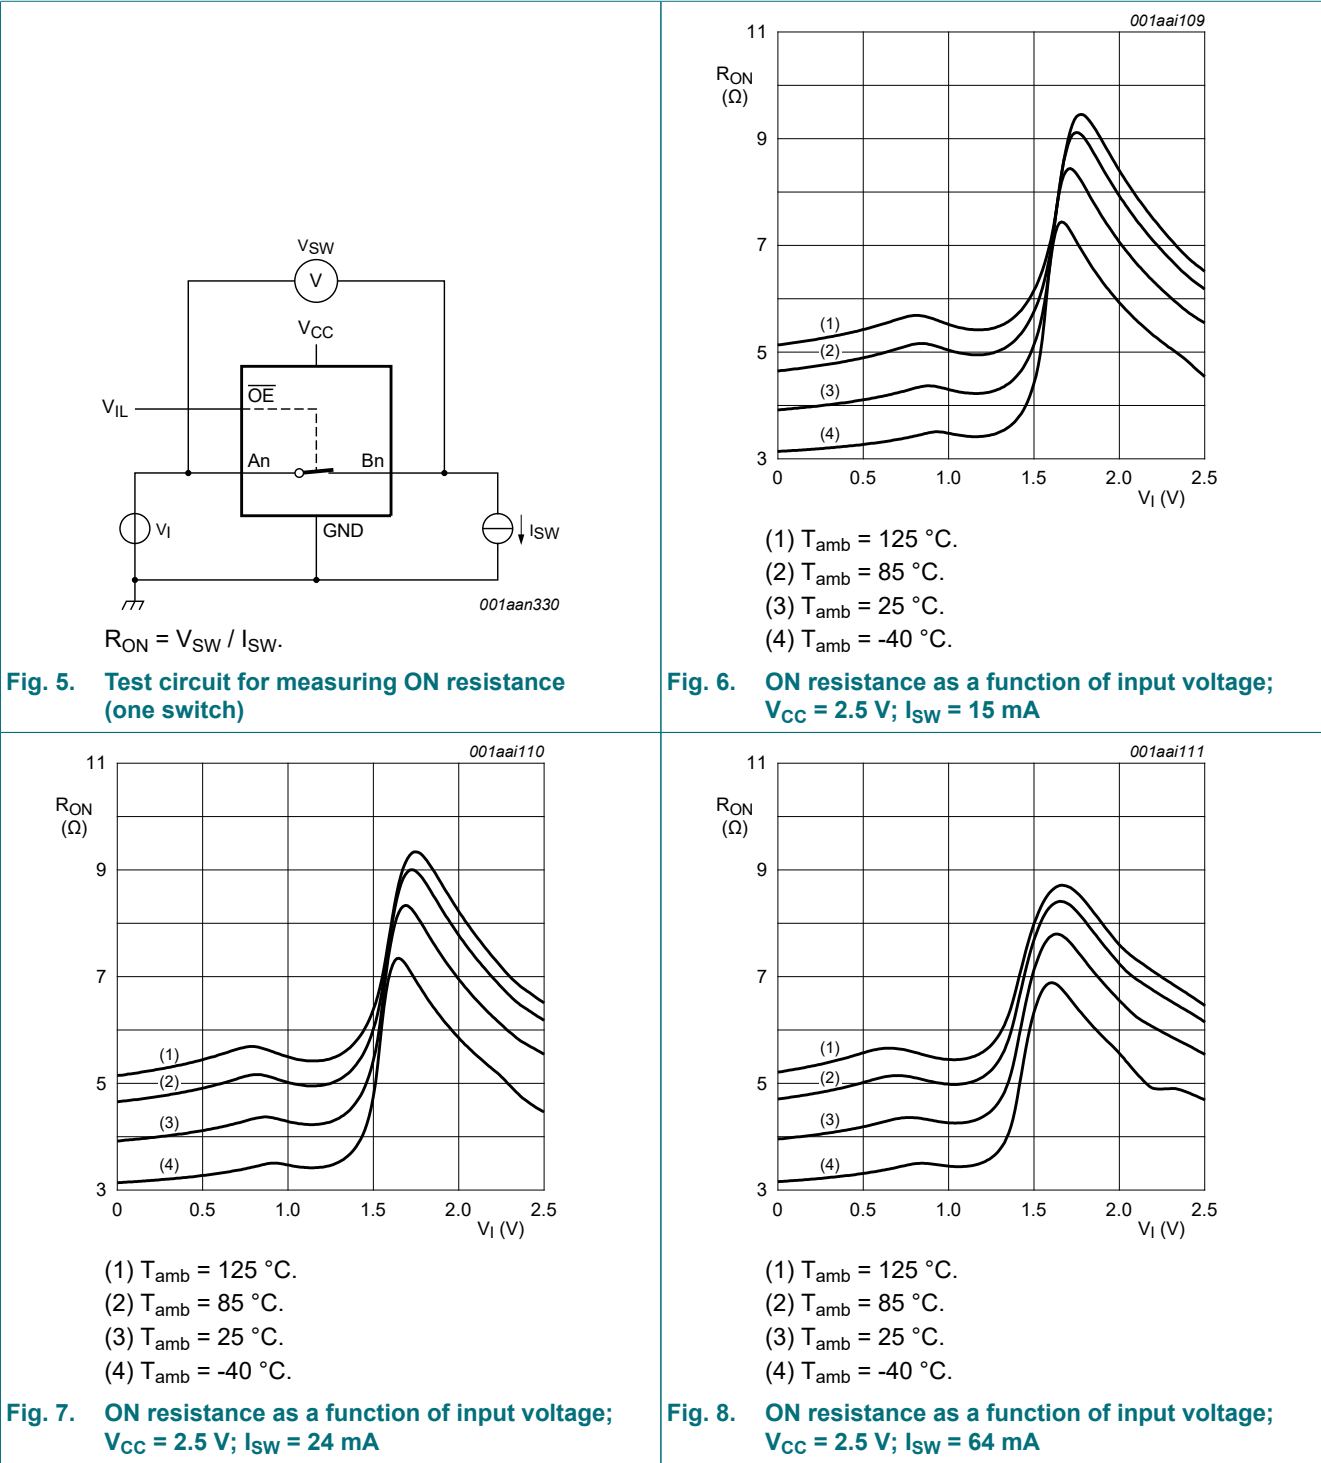 VSW
V
VCC
OE
VIL
An
Bn
VI
GND
ISW
001aan330
RON = VSW / ISW.
Fig. 5. Test circuit for measuring ON resistance
(one switch)
001aai109
11
RON
(Ω)
9
7
5
3
(1)
(2)
(3)
(4)
0 0.5 1.0 1.5 2.0 2.5
VI (V)
(1) Tamb = 125 °C.
(2) Tamb = 85 °C.
(3) Tamb = 25 °C.
(4) Tamb = -40 °C.
Fig. 6. ON resistance as a function of input voltage;
VCC = 2.5 V; ISW = 15 mA
001aai110
11
RON
(Ω)
9
7
5
3
(1)
(2)
(3)
(4)
0 0.5 1.0 1.5 2.0 2.5
VI (V)
(1) Tamb = 125 °C.
(2) Tamb = 85 °C.
(3) Tamb = 25 °C.
(4) Tamb = -40 °C.
Fig. 7. ON resistance as a function of input voltage;
VCC = 2.5 V; ISW = 24 mA
001aai111
11
RON
(Ω)
9
7
5
3
(1)
(2)
(3)
(4)
0 0.5 1.0 1.5 2.0 2.5
VI (V)
(1) Tamb = 125 °C.
(2) Tamb = 85 °C.
(3) Tamb = 25 °C.
(4) Tamb = -40 °C.
Fig. 8. ON resistance as a function of input voltage;
VCC = 2.5 V; ISW = 64 mA